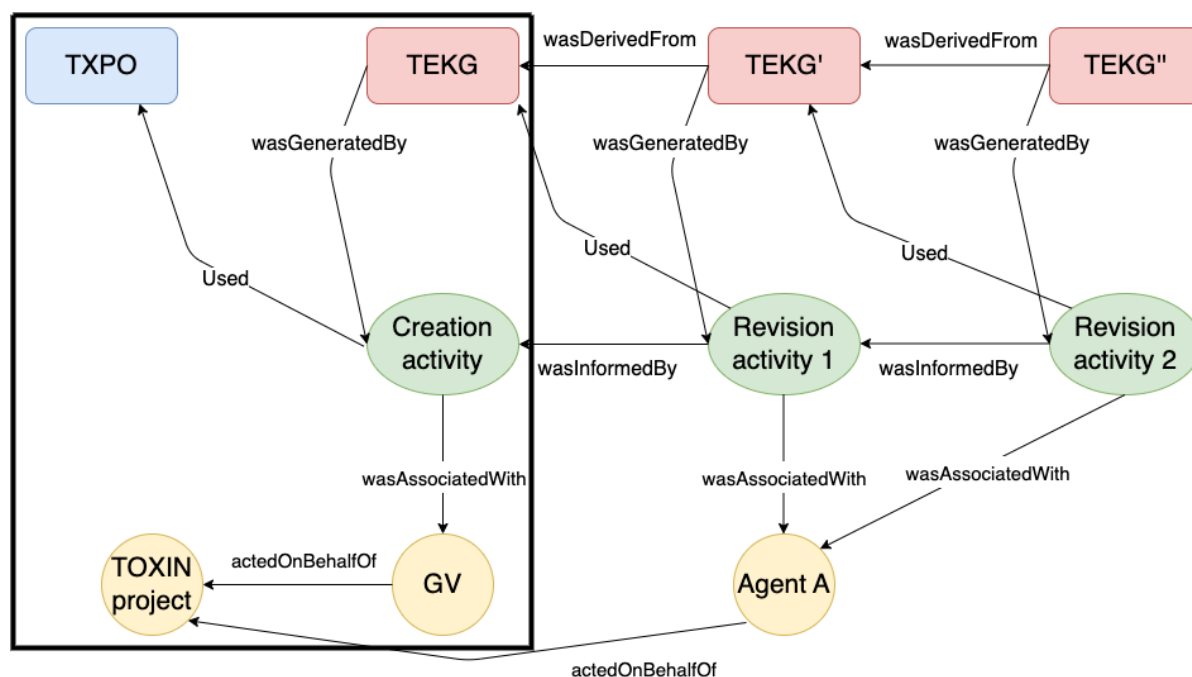 TXPO
TEKG
wasDerivedFrom
TEKG'
wasDerivedFrom
TEKG"
wasGeneratedBy
wasGeneratedBy
wasGeneratedBy
Used
Used
Used
Creation
activity
wasInformedBy
Revision
activity 1
wasInformedBy
Revision
activity 2
wasAssociatedWith
wasAssociatedWith
wasAssociatedWith
TOXIN
project
actedOnBehalfOf
GV
Agent A
actedOnBehalfOf